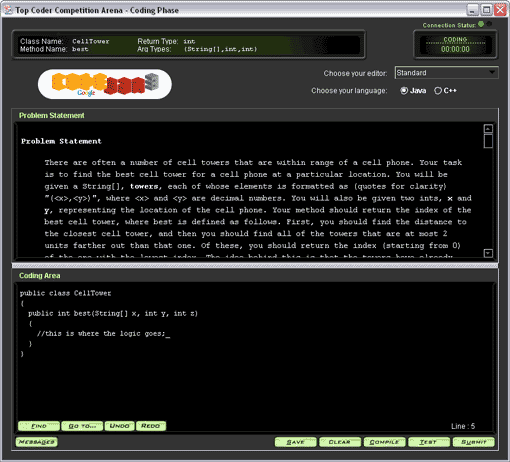 Top Coder Competition Arena - Coding Phase
Connection Status:
Class Name: CellTower Return Type: int
Method Name: best Arg Types: (String[],int,int)
CODING
00:00:00
Google
Choose your editor: Standard
Choose your language: Java C++
Problem Statement
Problem Statement
There are often a number of cell towers that are within range of a cell phone. Your task
is to find the best cell tower for a cell phone at a particular location. You will be
given a String[], towers, each of whose elements is formatted as (quotes for clarity)
"(<x>,<y>)", where <x> and <y> are decimal numbers. You will also be given two ints, x and
y, representing the location of the cell phone. Your method should return the index of the
best cell tower, where best is defined as follows. First, you should find the distance to
the closest cell tower, and then you should find all of the towers that are at most 2
units farther out than that one. Of these, you should return the index (starting from 0)
of the one with the lowest index. The idea behind this is that the towers have already
Coding Area
public class CellTower
{
public int best(String[] x, int y, int z)
{
//this is where the logic goes;_
}
}
FIND GO TO... UNDO REDO Line : 5
MESSAGES SAVE CLEAR COMPILE TEST SUBMIT